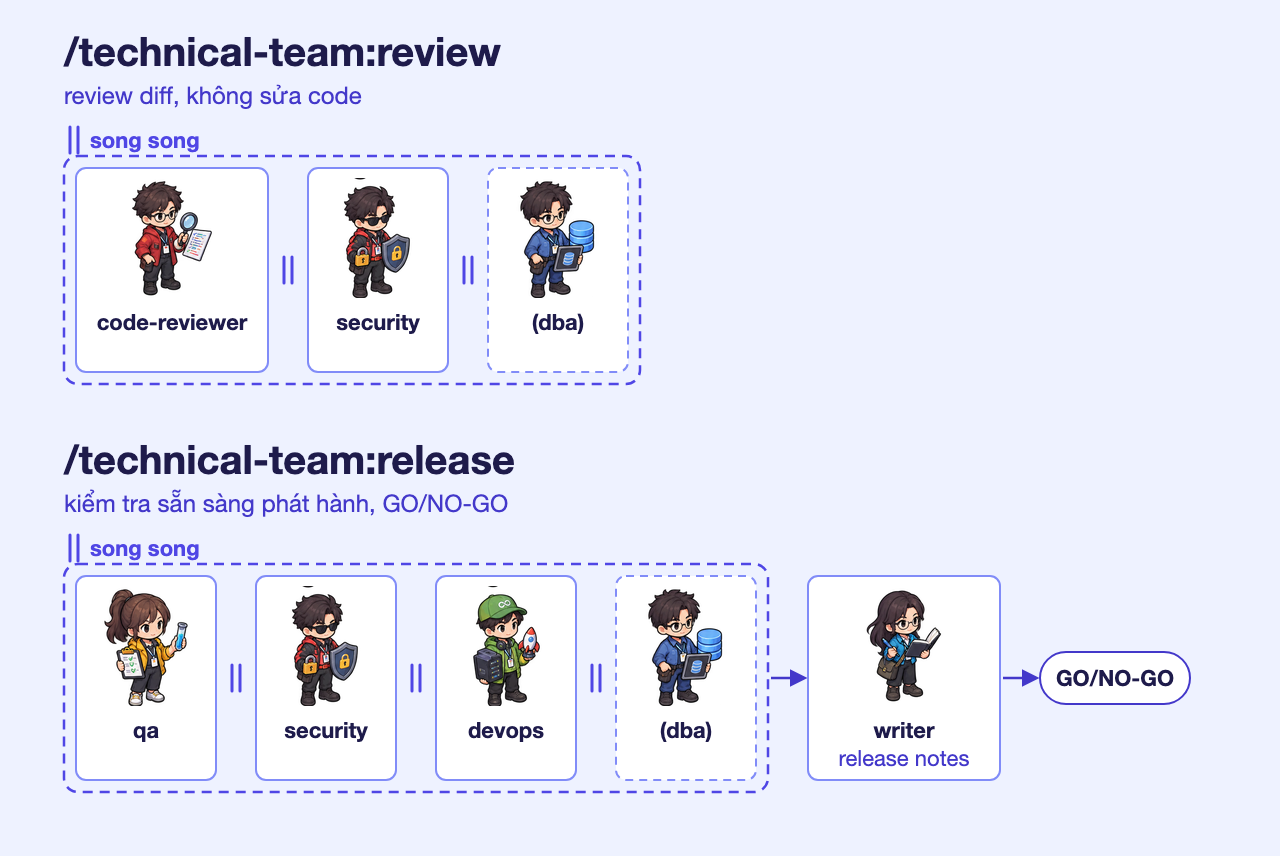 /technical-team:review
review diff, không sửa code
song song
code-reviewer
security
(dba)
/technical-team:release
kiểm tra sẵn sàng phát hành, GO/NO-GO
song song
qa
security
devops
(dba)
writer
release notes
GO/NO-GO